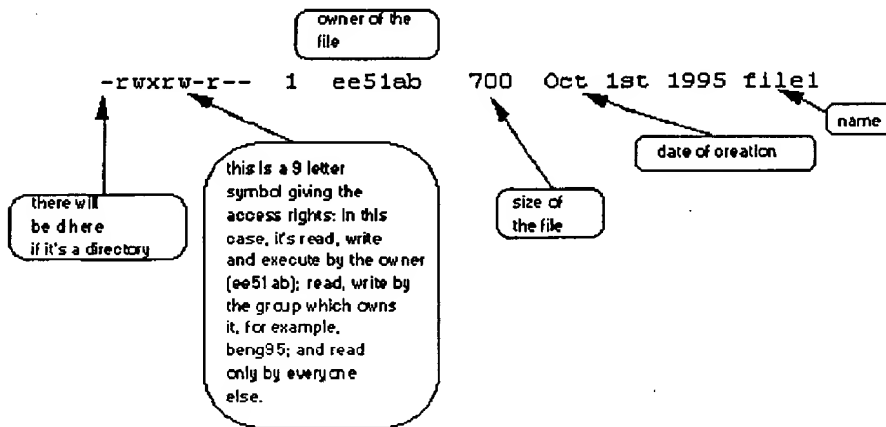 owner of the
file
-rwxrw-r-- 1 ee51ab 700 Oct 1st 1995 file1
name
date of creation
size of
the file
there will
be d here
if it's a directory
this is a 9 letter
symbol giving the
access rights: in this
case, it's read, write
and execute by the owner
(ee51ab); read, write by
the group which owns
it, for example,
beng95; and read
only by everyone
else.